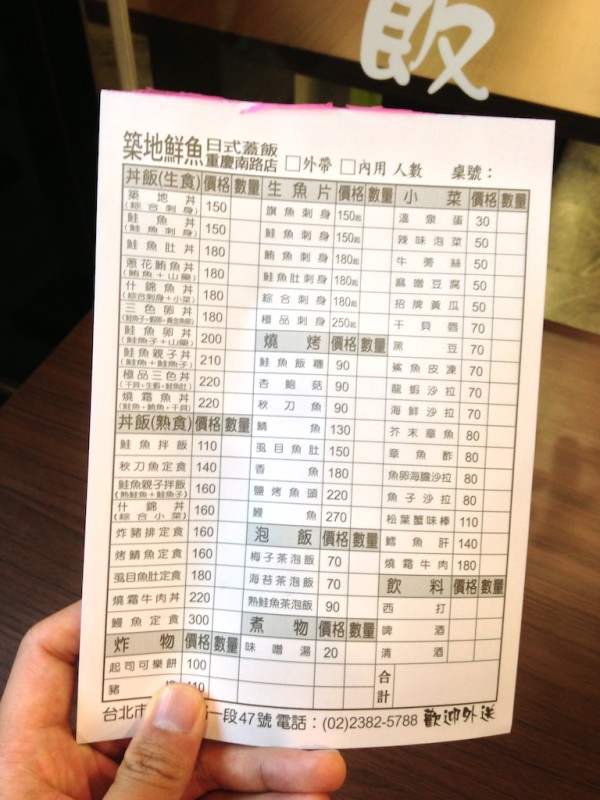 飯
築地鮮魚 日式蓋飯 重慶南路店 □外帶 □內用 人數 桌號：
丼飯(生食) 價格 數量
築地丼 (綜合刺身) 150
鮭魚丼 (鮭魚刺身) 150
鮭魚肚丼 180
蔥花鮪魚丼 (鮪魚+山藥) 180
什錦魚丼 (綜合刺身+小菜) 180
三色卵丼 180
鮭魚卵丼 (鮭魚子+山藥) 200
鮭魚親子丼 (鮭魚+鮭魚子) 210
極品三色丼 (干貝+生蝦+鮭魚肚) 220
燒霜魚丼 (鮭魚+鮪魚+干貝) 220
丼飯(熟食) 價格 數量
鮭魚拌飯 110
秋刀魚定食 140
鮭魚親子拌飯 (熟鮭魚+鮭魚子) 160
什錦丼 (綜合小菜) 160
炸豬排定食 160
烤鯖魚定食 160
虱目魚肚定食 180
燒霜牛肉丼 220
鰻魚定食 300
炸物 價格 數量
起司可樂餅 100
豬
生魚片 價格 數量
旗魚刺身 150起
鮭魚刺身 150起
鮪魚刺身 180起
鮭魚肚刺身 180起
綜合刺身 180起
極品刺身 250起
燒烤 價格 數量
鮭魚飯糰 90
杏鮑菇 90
秋刀魚 90
鯖魚 130
虱目魚肚 150
香魚 180
鹽烤魚頭 220
鰻魚 270
泡飯 價格 數量
梅子茶泡飯 70
海苔茶泡飯 70
熟鮭魚茶泡飯 90
煮物 價格 數量
味噌湯 20
小菜 價格 數量
溫泉蛋 30
辣味泡菜 50
牛蒡絲 50
麻噌豆腐 50
招牌黃瓜 50
干貝唇 70
黑豆 70
鯊魚皮凍 70
龍蝦沙拉 70
海鮮沙拉 70
芥末章魚 80
章魚酢 80
魚卵海膽沙拉 80
魚子沙拉 80
松葉蟹味棒 110
鱈魚肝 140
燒霜牛肉 180
飲料 價格 數量
西打
啤酒
清酒
合計
台北市 一段47號 電話：(02)2382-5788 歡迎外送